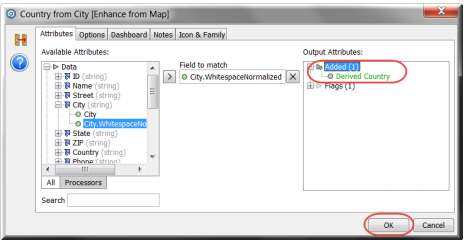 Country from City [Enhance from Map]
Attributes Options Dashboard Notes Icon & Family
Available Attributes:
Data
ID (string)
Name (string)
Street (string)
City (string)
City
City.WhitespaceNo
State (string)
ZIP (string)
Country (string)
Phone (string)
All Processors
Search
Field to match
City.WhitespaceNormalized
Output Attributes:
Added (1)
Derived Country
Flags (1)
OK Cancel